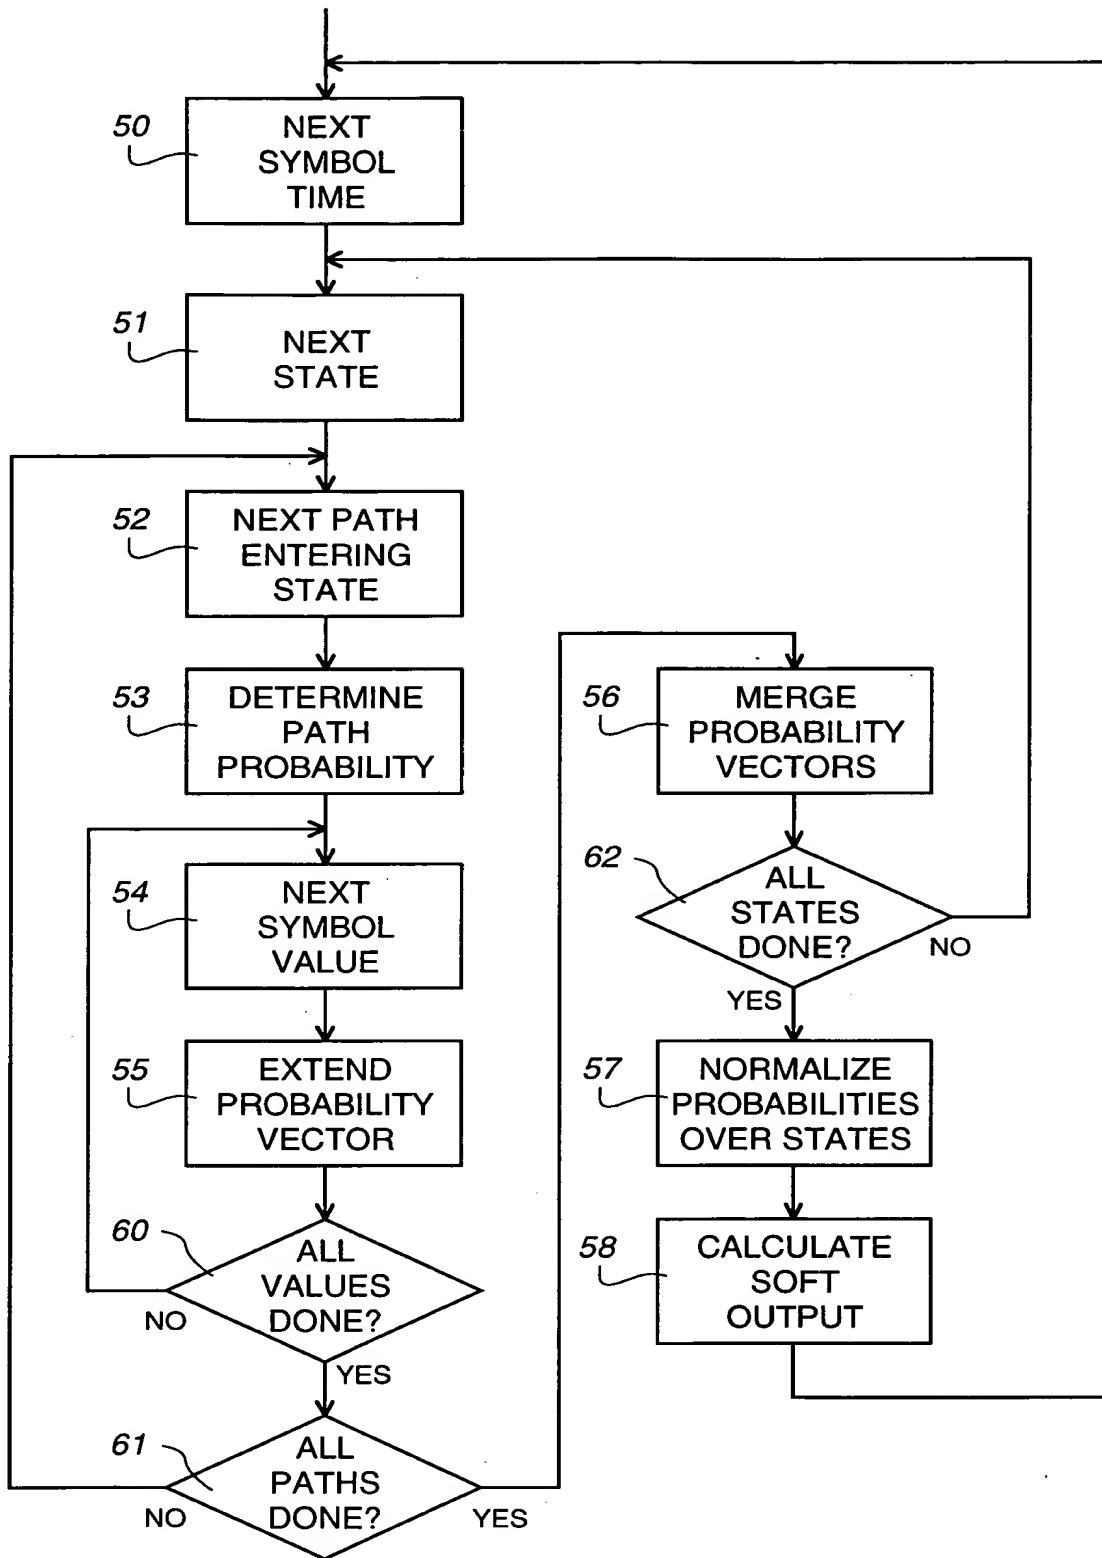 50
NEXT
SYMBOL
TIME
51
NEXT
STATE
52
NEXT PATH
ENTERING
STATE
53
DETERMINE
PATH
PROBABILITY
54
NEXT
SYMBOL
VALUE
55
EXTEND
PROBABILITY
VECTOR
60
ALL
VALUES
DONE?
NO
YES
61
ALL
PATHS
DONE?
NO
YES
56
MERGE
PROBABILITY
VECTORS
62
ALL
STATES
DONE?
NO
YES
57
NORMALIZE
PROBABILITIES
OVER STATES
58
CALCULATE
SOFT
OUTPUT